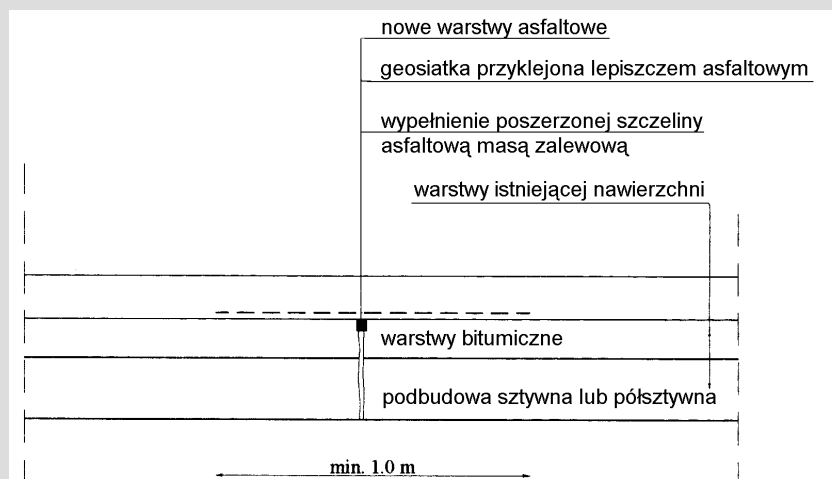 nowe warstwy asfaltowe
geosiatka przyklejona lepiszczem asfaltowym
wypełnienie poszerzonej szczeliny
asfaltową masą zalewową
warstwy istniejącej nawierzchni
warstwy bitumiczne
podbudowa sztywna lub półsztywna
min. 1.0 m